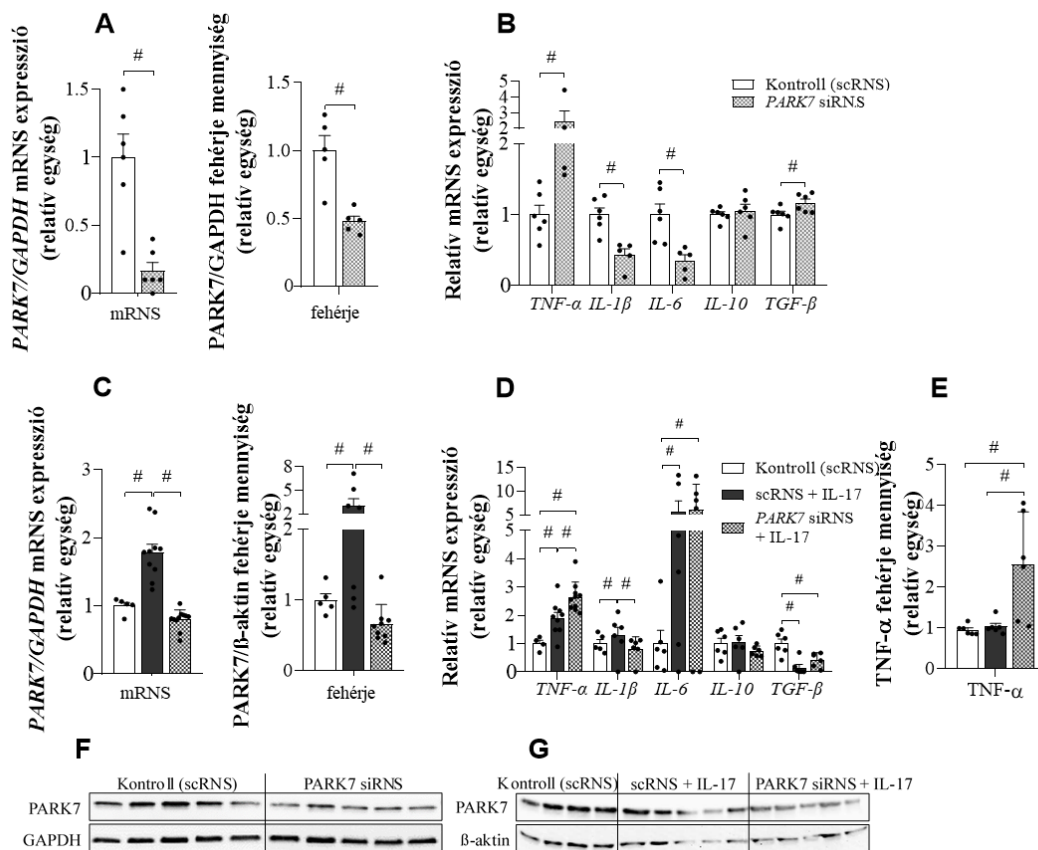 A
PARK7/GAPDH mRNS expresszió
(relatív egység)
1.5
1.0
0.5
0.0
#
mRNS
PARK7/GAPDH fehérje mennyiség
(relatív egység)
1.5
1.0
0.5
0.0
#
fehérje
B
Relatív mRNS expresszió
(relatív egység)
5
4
3
2
1
0
#
#
#
#
Kontroll (scRNS)
PARK7 siRNS
TNF-α
IL-1β
IL-6
IL-10
TGF-β
C
PARK7/GAPDH mRNS expresszió
(relatív egység)
3
2
1
0
#
#
mRNS
PARK7/ß-aktin fehérje mennyiség
(relatív egység)
8
5
2
1
0
#
#
fehérje
D
Relatív mRNS expresszió
(relatív egység)
15
10
5
5
4
3
2
1
0
#
#
#
#
#
#
#
#
#
Kontroll (scRNS)
scRNS + IL-17
PARK7 siRNS
+ IL-17
TNF-α
IL-1β
IL-6
IL-10
TGF-β
E
TNF-α fehérje mennyiség
(relatív egység)
5
4
3
2
1
0
#
#
TNF-α
F
Kontroll (scRNS)
PARK7 siRNS
PARK7
GAPDH
G
Kontroll (scRNS)
scRNS + IL-17
PARK7 siRNS + IL-17
PARK7
ß-aktin